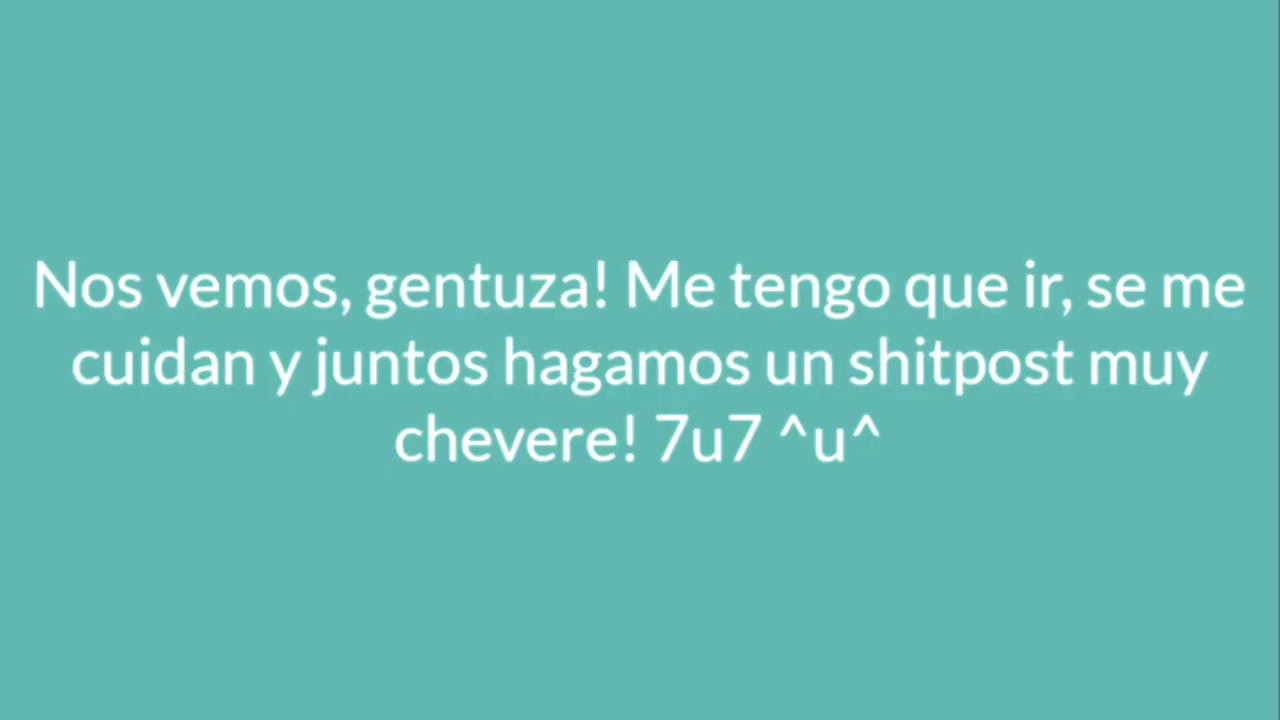 Nos vemos, gentuza! Me tengo que ir, se me
cuidan y juntos hagamos un shitpost muy
chevere! 7u7 ^u^